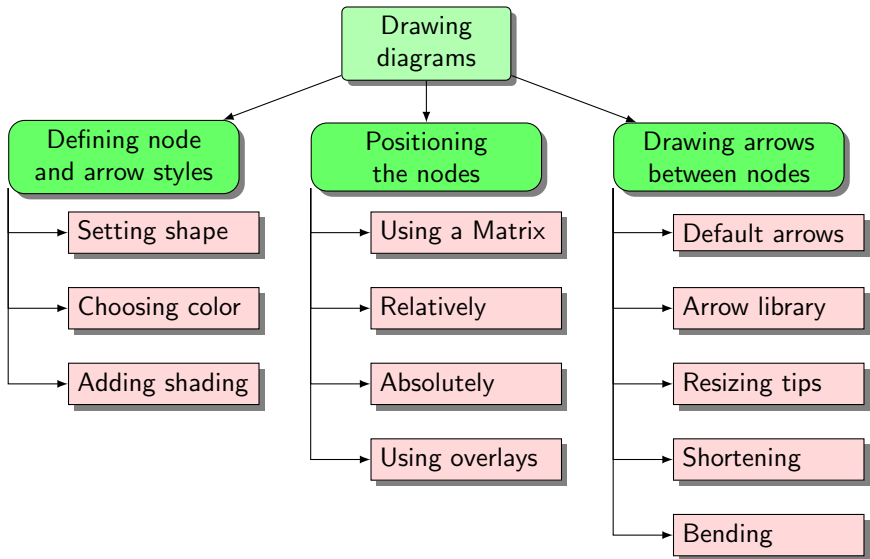 Drawing
diagrams
Defining node
and arrow styles
Setting shape
Choosing color
Adding shading
Positioning
the nodes
Using a Matrix
Relatively
Absolutely
Using overlays
Drawing arrows
between nodes
Default arrows
Arrow library
Resizing tips
Shortening
Bending